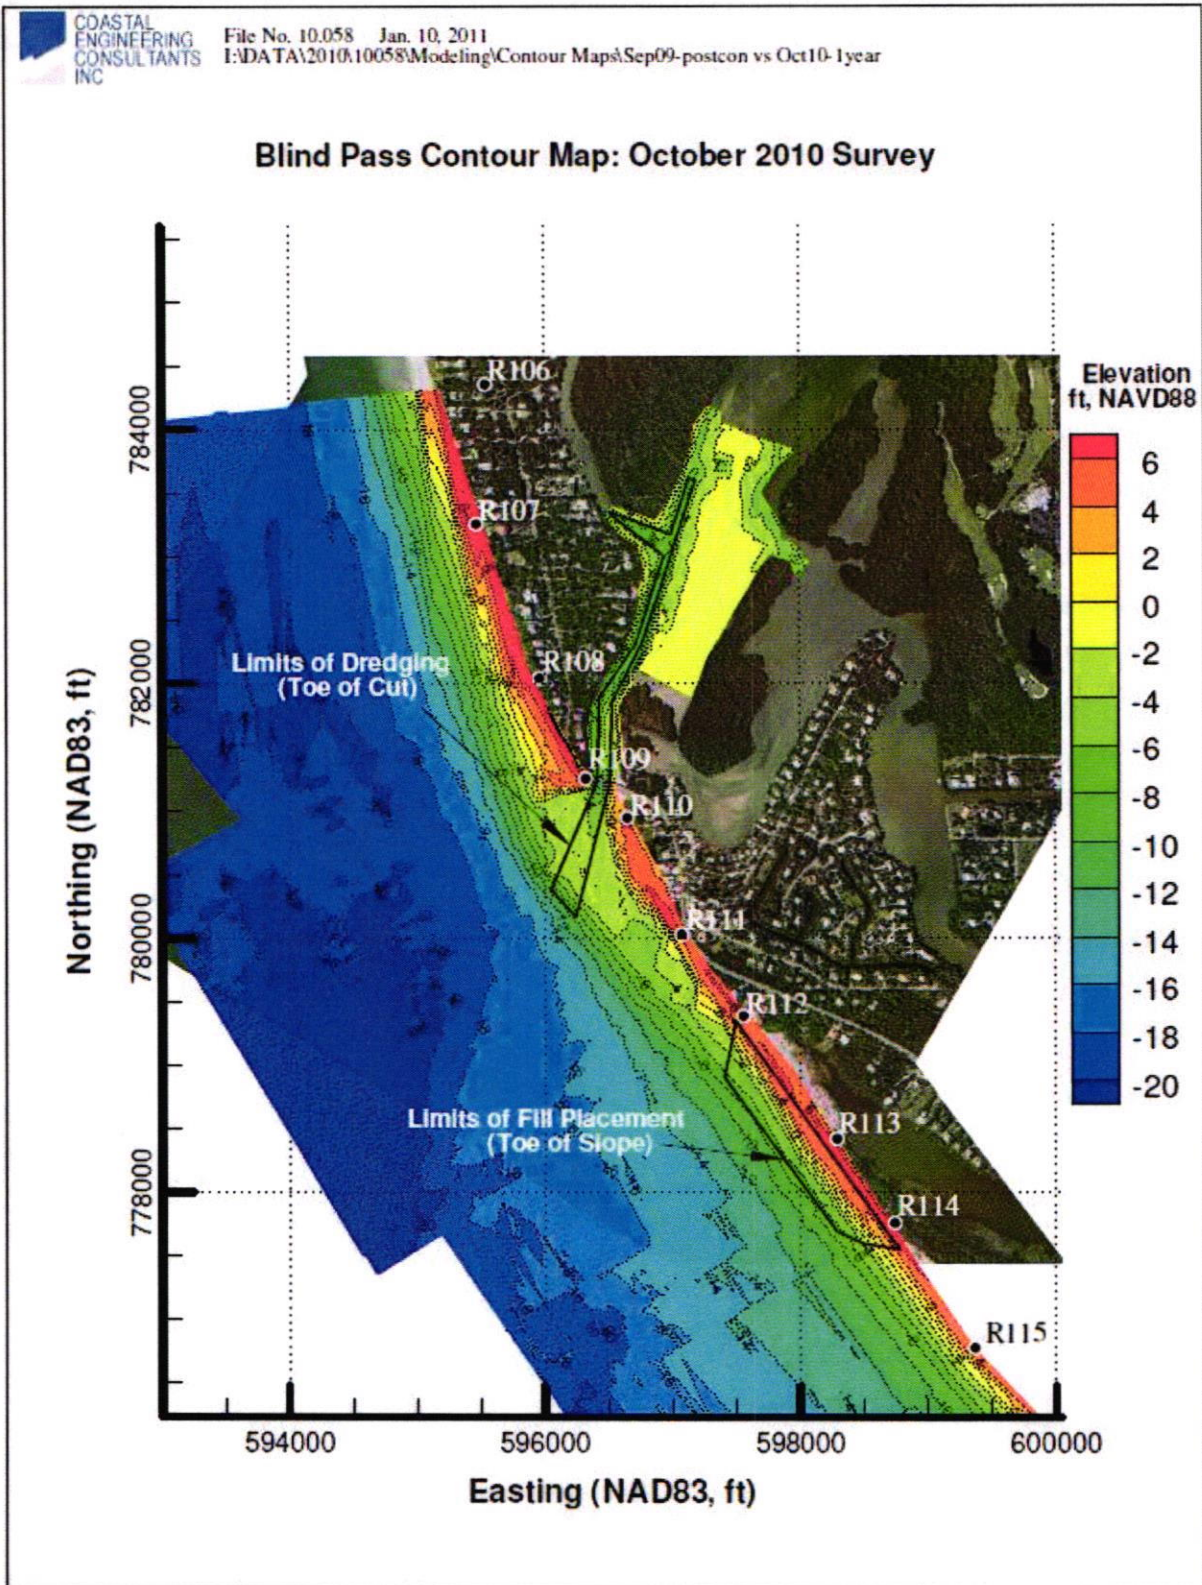 COASTAL
ENGINEERING
CONSULTANTS
INC
File No. 10.058 Jan. 10, 2011
I:\DATA\2010\10058\Modeling\Contour Maps\Sep09-postcon vs Oct10-1year
Blind Pass Contour Map: October 2010 Survey
Elevation
ft, NAVD88
6
4
2
0
-2
-4
-6
-8
-10
-12
-14
-16
-18
-20
R106
R107
R108
R109
R110
R111
R112
R113
R114
R115
Limits of Dredging
(Toe of Cut)
Limits of Fill Placement
(Toe of Slope)
784000
782000
780000
778000
Northing (NAD83, ft)
594000
596000
598000
600000
Easting (NAD83, ft)